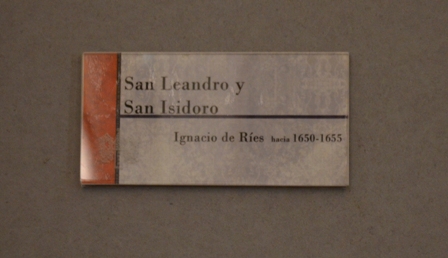 San Leandro y
San Isidoro
Ignacio de Ríes hacia 1650-1655